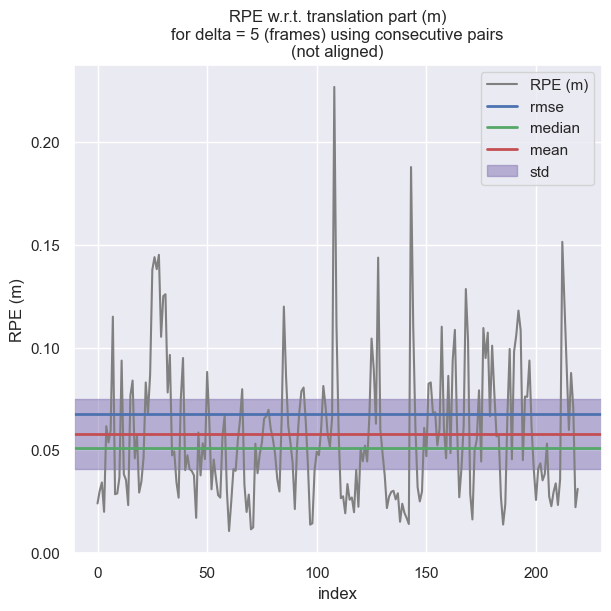 RPE w.r.t. translation part (m)
for delta = 5 (frames) using consecutive pairs
(not aligned)
RPE (m)
rmse
median
mean
std
0.20
0.15
0.10
0.05
0.00
RPE (m)
0
50
100
150
200
index